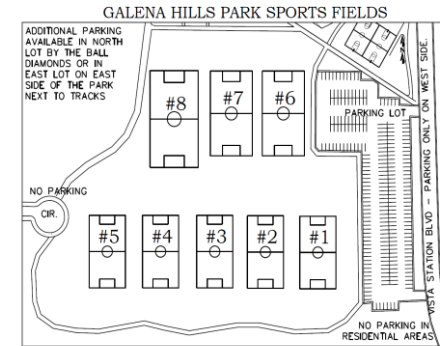 GALENA HILLS PARK SPORTS FIELDS
ADDITIONAL PARKING
AVAILABLE IN NORTH
LOT BY THE BALL
DIAMONDS OR IN
EAST LOT ON EAST
SIDE OF THE PARK
NEXT TO TRACKS
#8
#7
#6
PARKING LOT
VISTA STATION BLVD - PARKING ONLY ON WEST SIDE.
NO PARKING
CIR.
#5
#4
#3
#2
#1
NO PARKING IN
RESIDENTIAL AREAS